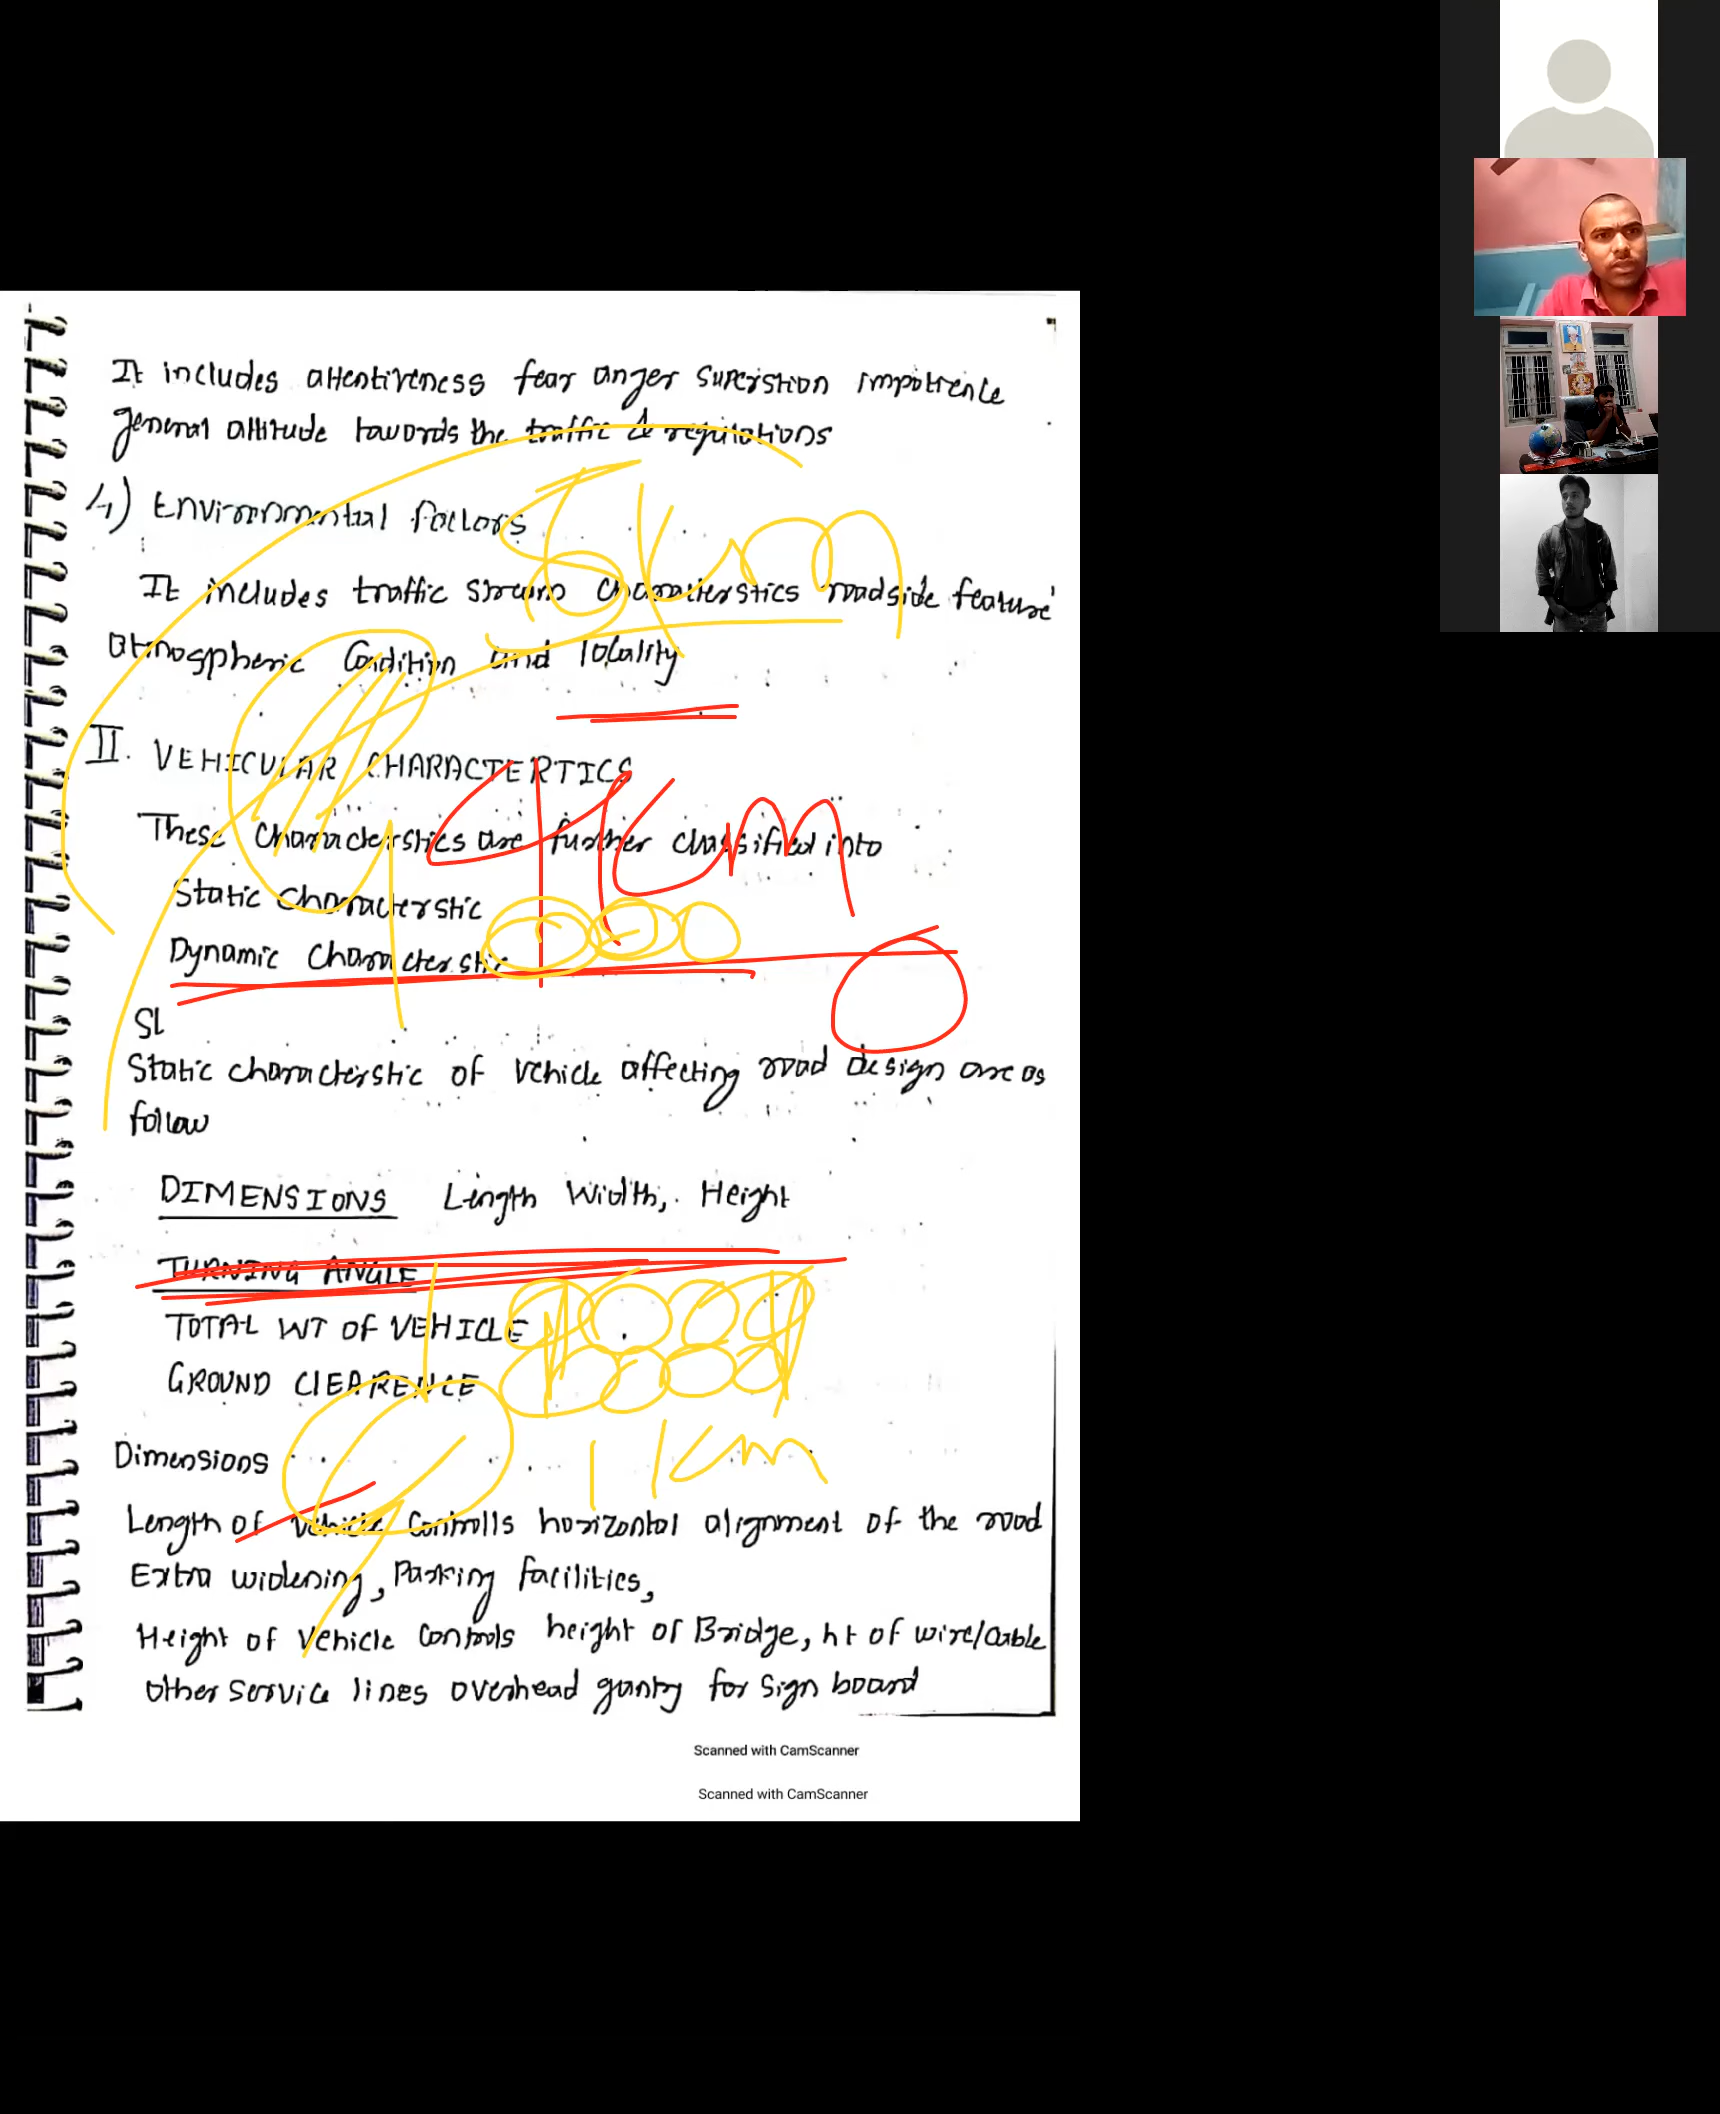 It includes attentiveness fear anger supcistion impotience
general attitude towards the traffic & regulations
4) Environmental factors
It includes traffic stream characterstics roadside feature
atmospheric Condition and locality
5km
II. VEHICULAR CHARACTERTICS
These characterstics are further classified into
4km
Static characterstic
Dynamic characterstic
SL
Static characterstic of vehicle affecting road design are as
follow
DIMENSIONS Length Width, Height
TURNING ANGLE
TOTAL WT OF VEHICLE
GROUND ClEARENCE
1km
Dimensions
Length of vehicle Controlls horizontal alignment of the road
Extra widening, Parking facilities,
Height of vehicle Controls height of Bridge, ht of wire/cable
other service lines overhead gantry for sign board
Scanned with CamScanner
Scanned with CamScanner